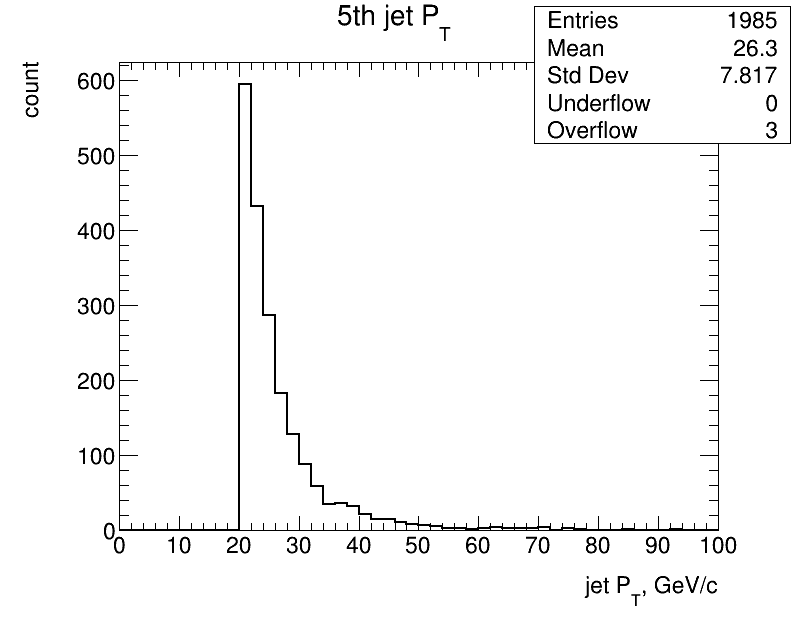 5th jet P_T
Entries 1985
Mean 26.3
Std Dev 7.817
Underflow 0
Overflow 3
count
600
500
400
300
200
100
0
0 10 20 30 40 50 60 70 80 90 100
jet P_T, GeV/c